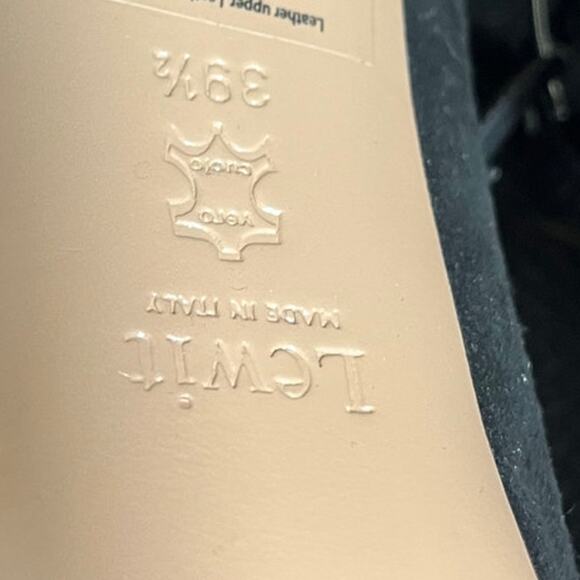 Lewit
MADE IN ITALY
vero
cuoio
39½
Leather upper